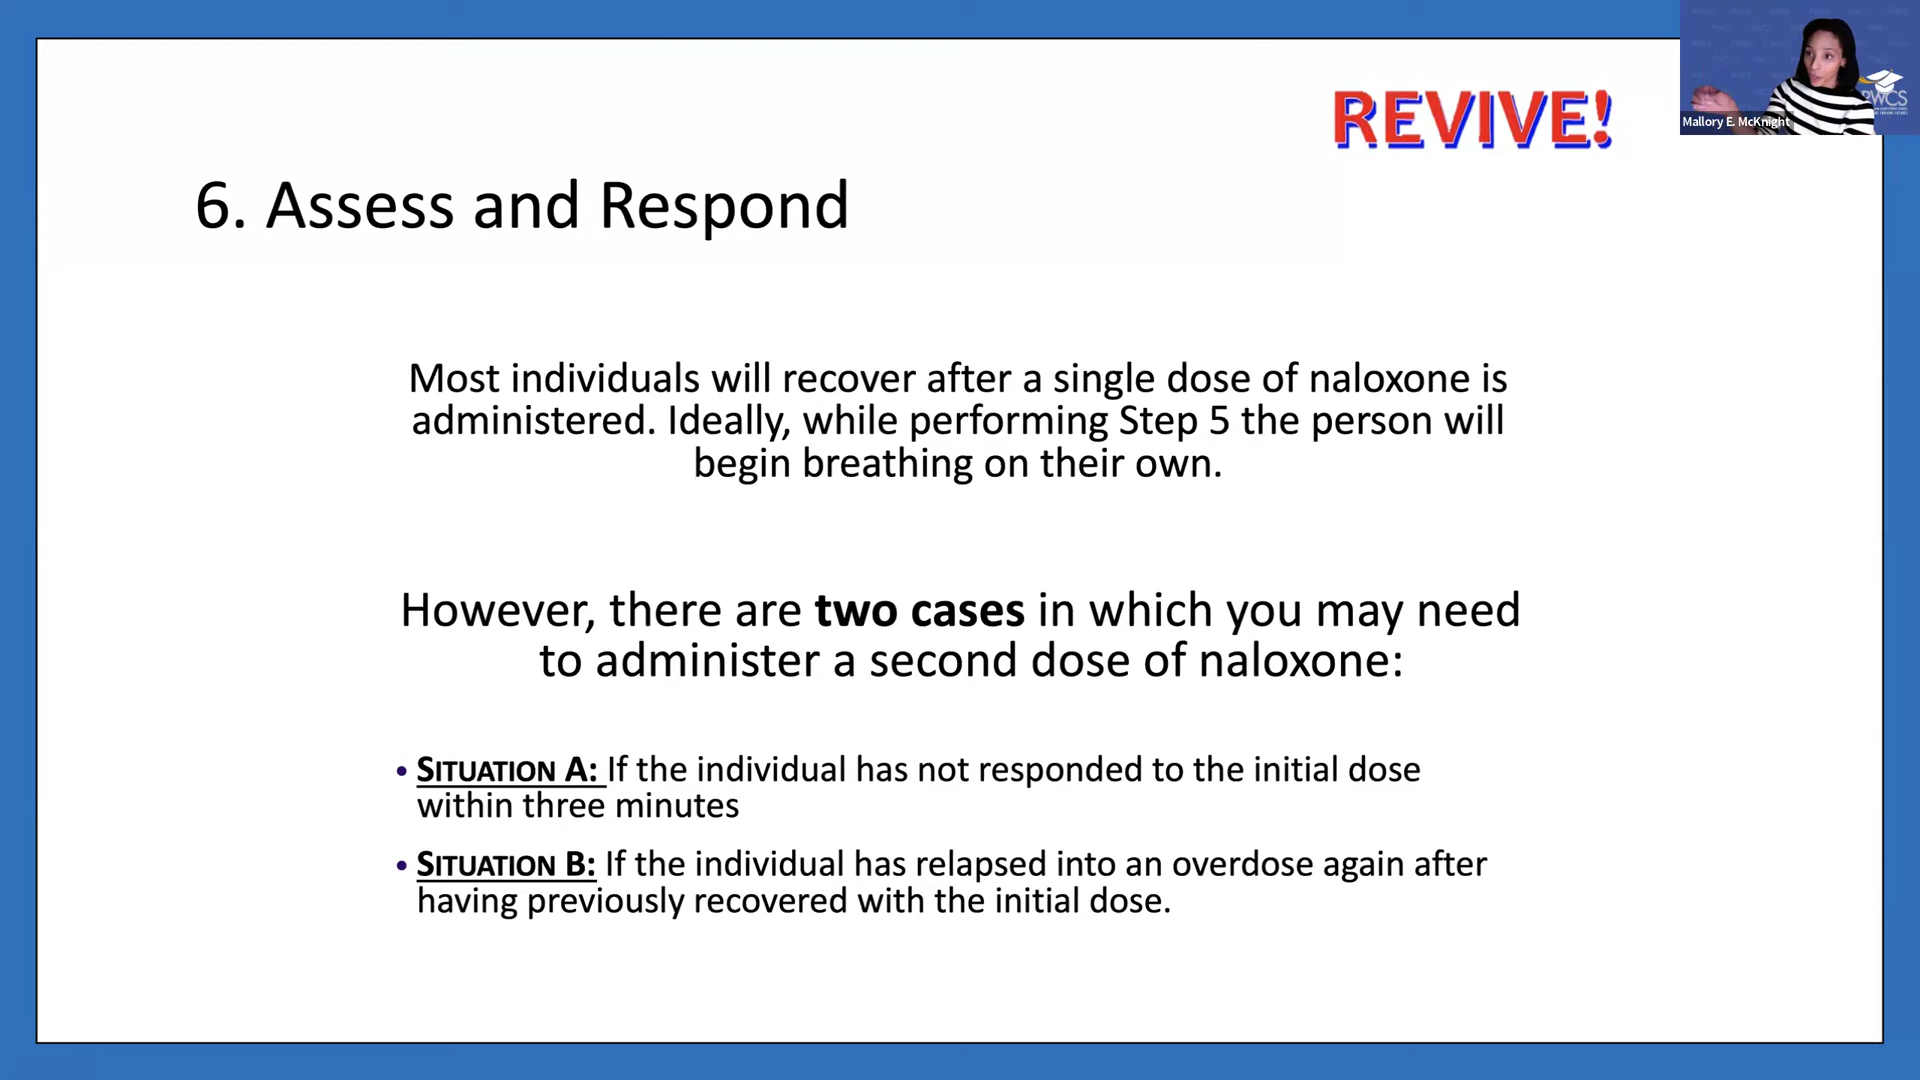 REVIVE!
PWCS
Mallory E. McKnight
6. Assess and Respond
Most individuals will recover after a single dose of naloxone is
administered. Ideally, while performing Step 5 the person will
begin breathing on their own.
However, there are two cases in which you may need
to administer a second dose of naloxone:
• SITUATION A: If the individual has not responded to the initial dose
within three minutes
• SITUATION B: If the individual has relapsed into an overdose again after
having previously recovered with the initial dose.